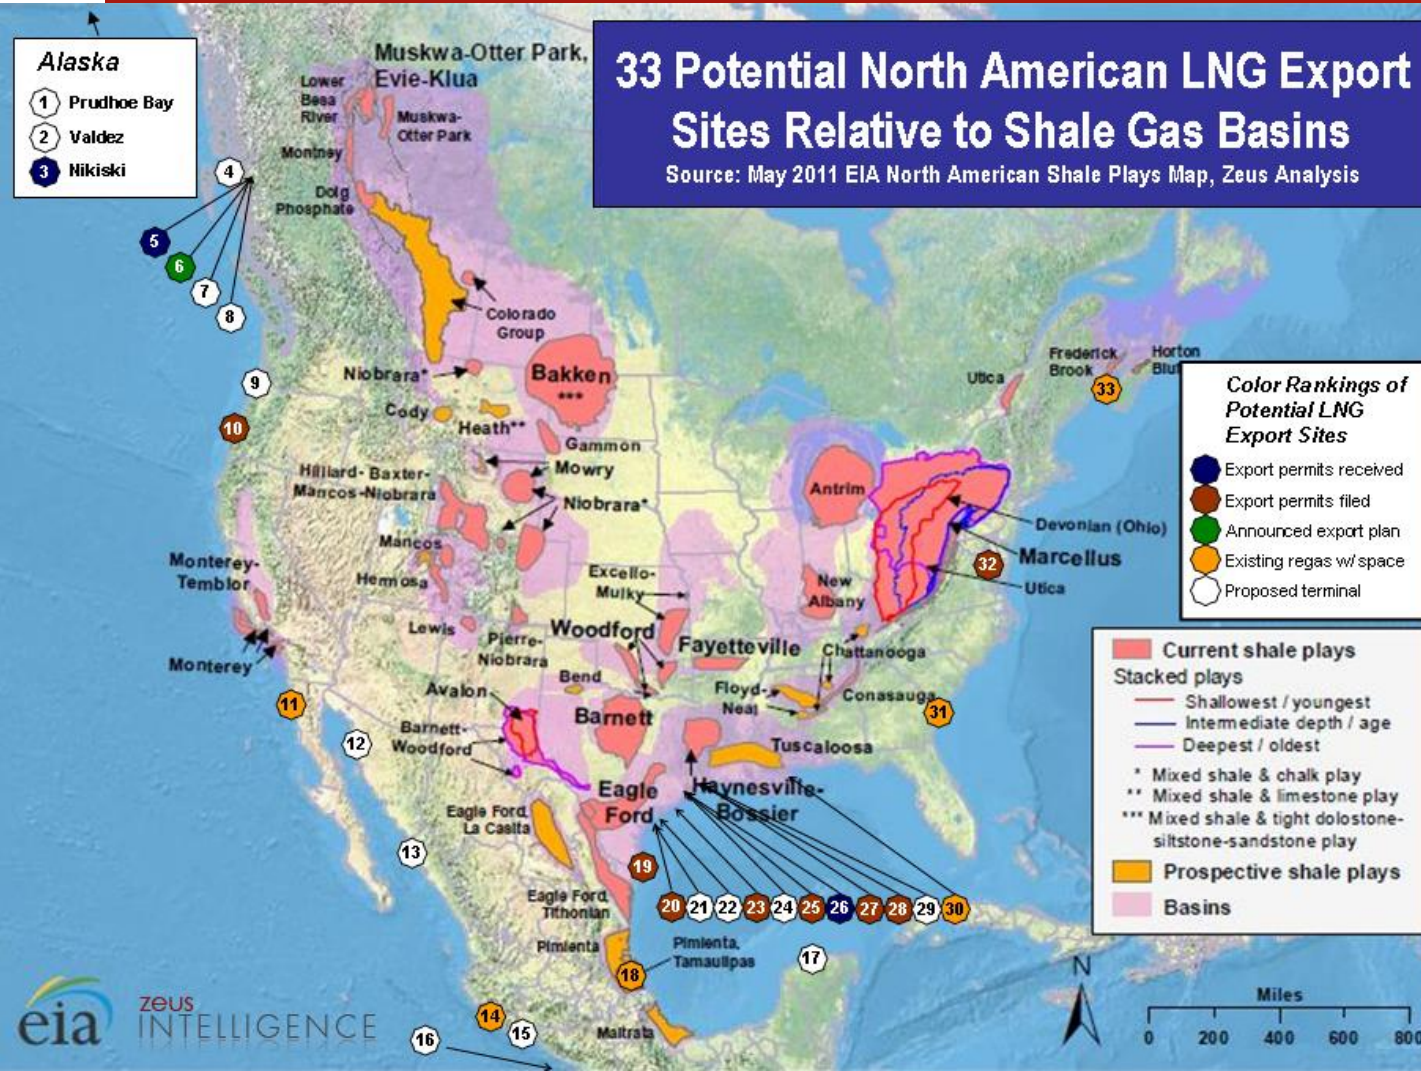 33 Potential North American LNG Export
Sites Relative to Shale Gas Basins
Source: May 2011 EIA North American Shale Plays Map, Zeus Analysis
Alaska
1 Prudhoe Bay
2 Valdez
3 Nikiski
Muskwa-Otter Park,
Evie-Klua
Lower
Besa
River
Muskwa-
Otter Park
Montney
Doig
Phosphate
4
5
6
7
8
Colorado
Group
Niobrara*
Bakken
***
9
Cody
Heath**
10
Gammon
Mowry
Hilliard-Baxter-
Mancos-Niobrara
Niobrara*
Mancos
Hermosa
Monterey-
Temblor
Lewis
Pierre-
Niobrara
Monterey
Excello-
Mulky
Woodford
Fayetteville
Bend
Avalon
Barnett
Barnett-
Woodford
11
12
13
Eagle
Ford
Eagle Ford,
La Casita
Haynesville-
Bossier
Tuscaloosa
Floyd-
Neal
Chattanooga
Conasauga
New
Albany
Antrim
Utica
Frederick
Brook
Horton
Bluf
33
Devonian (Ohio)
Marcellus
Utica
32
31
19
20 21 22 23 24 25 26 27 28 29 30
Eagle Ford,
Tithonian
Pimienta
Pimienta,
Tamaulipas
18
17
14
15
16
Maltrata
Color Rankings of
Potential LNG
Export Sites
Export permits received
Export permits filed
Announced export plan
Existing regas w/space
Proposed terminal
Current shale plays
Stacked plays
Shallowest / youngest
Intermediate depth / age
Deepest / oldest
* Mixed shale & chalk play
** Mixed shale & limestone play
*** Mixed shale & tight dolostone-
siltstone-sandstone play
Prospective shale plays
Basins
N
Miles
0 200 400 600 800
eia
zeus
INTELLIGENCE